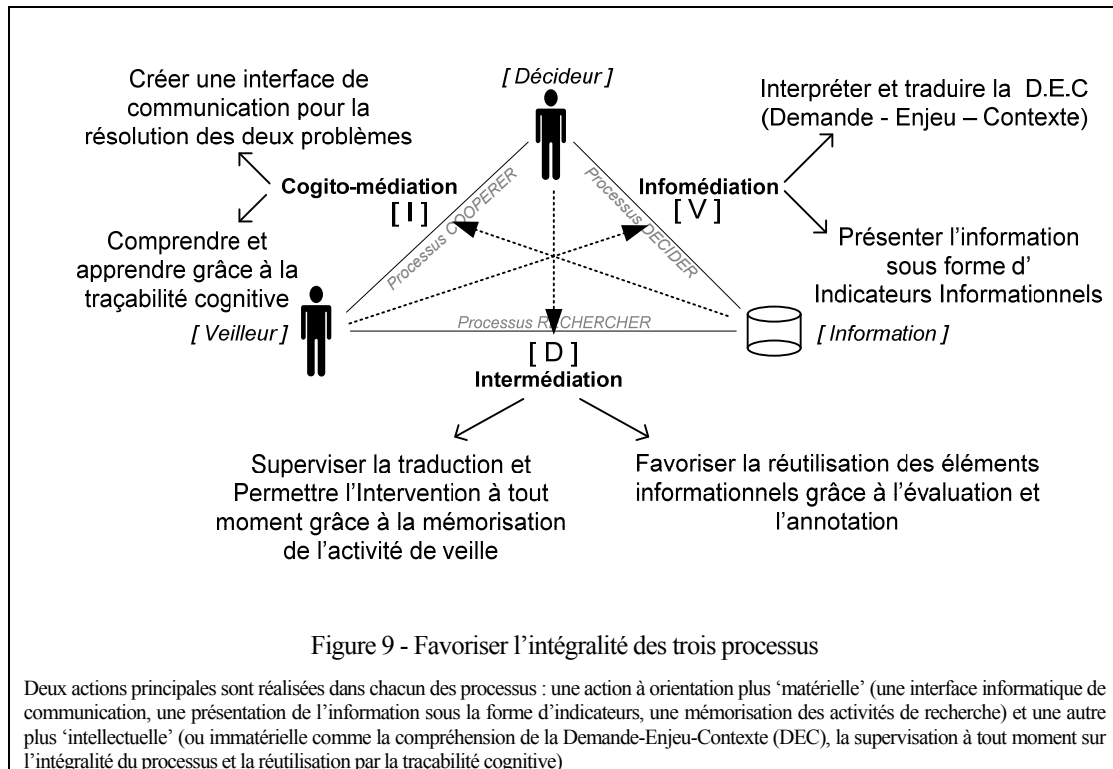 Créer une interface de
communication pour la
résolution des deux problèmes
[ Décideur ]
Interpréter et traduire la D.E.C
(Demande - Enjeu – Contexte)
Cogito-médiation
[ I ]
Processus COOPERER
Processus DECIDER
Infomédiation
[ V ]
Comprendre et
apprendre grâce à la
traçabilité cognitive
[ Veilleur ]
Présenter l’information
sous forme d’
Indicateurs Informationnels
[ Information ]
Processus RECHERCHER
[ D ]
Intermédiation
Superviser la traduction et
Permettre l’Intervention à tout
moment grâce à la mémorisation
de l’activité de veille
Favoriser la réutilisation des éléments
informationnels grâce à l’évaluation et
l’annotation
Figure 9 - Favoriser l’intégralité des trois processus
Deux actions principales sont réalisées dans chacun des processus : une action à orientation plus ‘matérielle’ (une interface informatique de
communication, une présentation de l’information sous la forme d’indicateurs, une mémorisation des activités de recherche) et une autre
plus ‘intellectuelle’ (ou immatérielle comme la compréhension de la Demande-Enjeu-Contexte (DEC), la supervisation à tout moment sur
l’intégralité du processus et la réutilisation par la traçabilité cognitive)